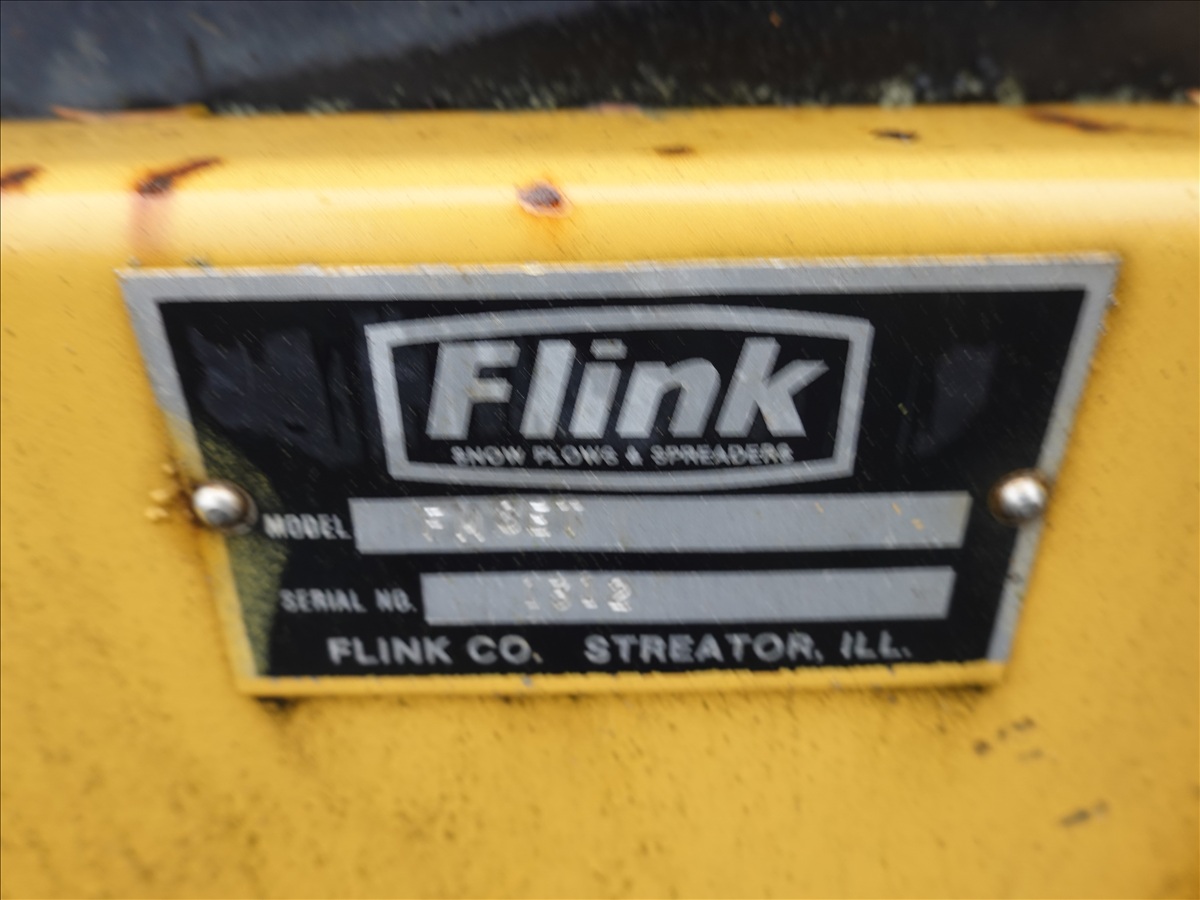 Flink
SNOW PLOWS & SPREADERS
MODEL
SERIAL NO.
FLINK CO. STREATOR, ILL.